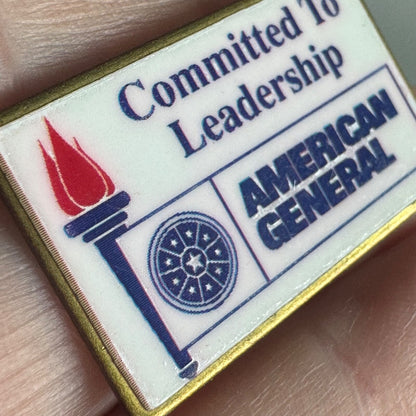 Committed To
Leadership
AMERICAN
GENERAL